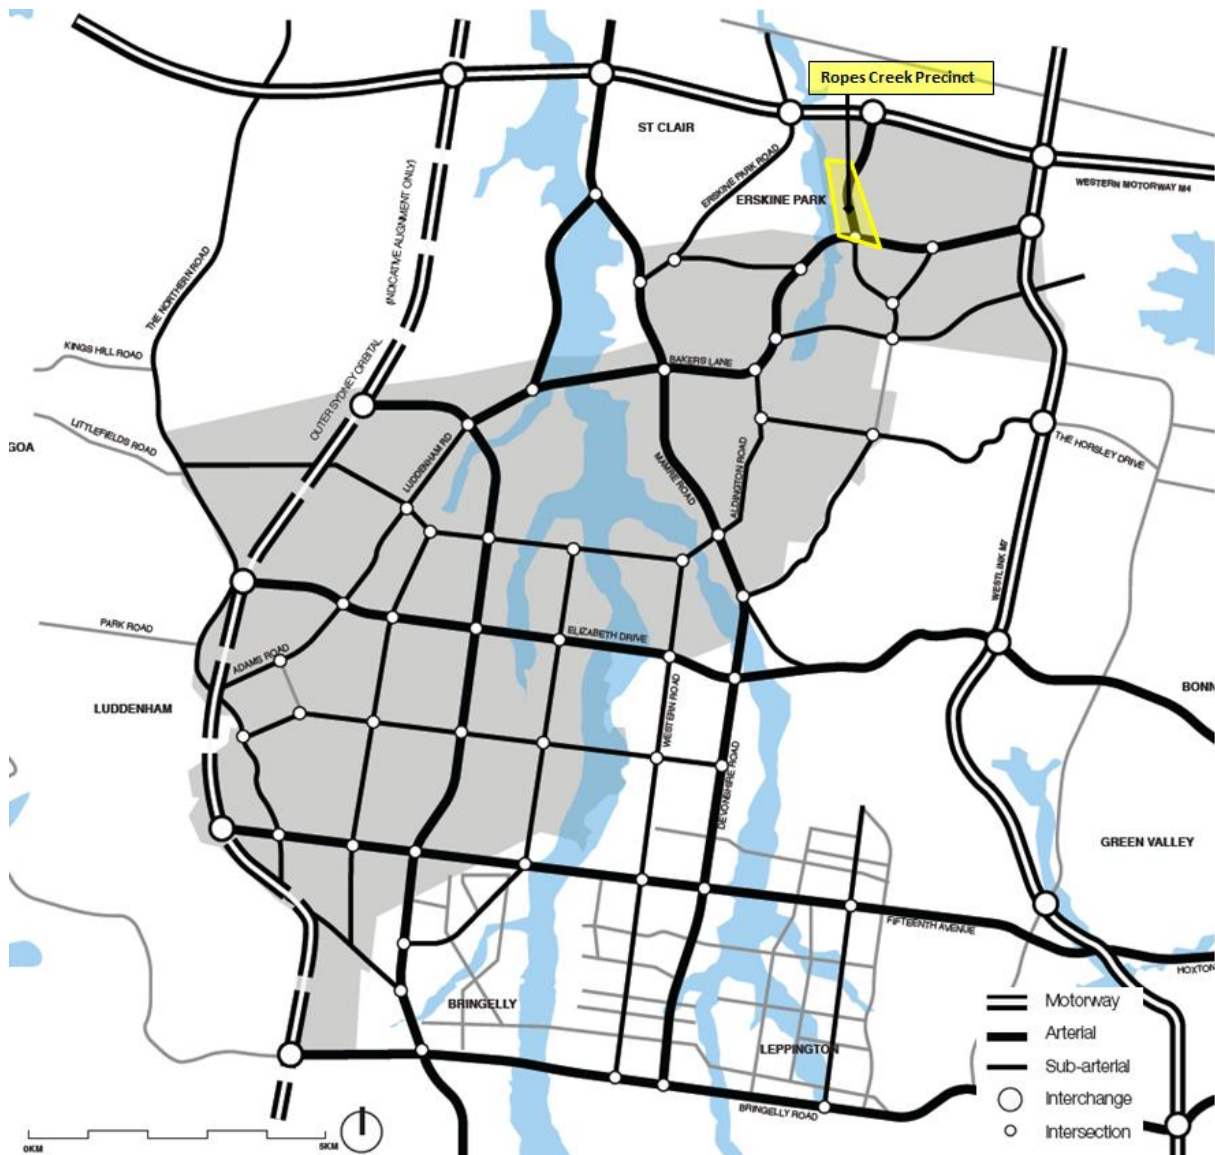 Ropes Creek Precinct
ST CLAIR
ERSKINE PARK ROAD
ERSKINE PARK
WESTERN MOTORWAY M4
(INDICATIVE ALIGNMENT ONLY)
THE NORTHERN ROAD
KINGS HILL ROAD
OUTER SYDNEY ORBITAL
BAKERS LANE
LITTLEFIELDS ROAD
GOA
LUDDENHAM RD
MAMRE ROAD
ALDINGTON ROAD
THE HORSLEY DRIVE
WESTLINK M7
PARK ROAD
ELIZABETH DRIVE
ADAMS ROAD
LUDDENHAM
WESTERN ROAD
BONN
DEVONSHIRE ROAD
GREEN VALLEY
FIFTEENTH AVENUE
HOXTON
BRINGELLY
LEPPINGTON
BRINGELLY ROAD
Motorway
Arterial
Sub-arterial
Interchange
Intersection
0KM
5KM